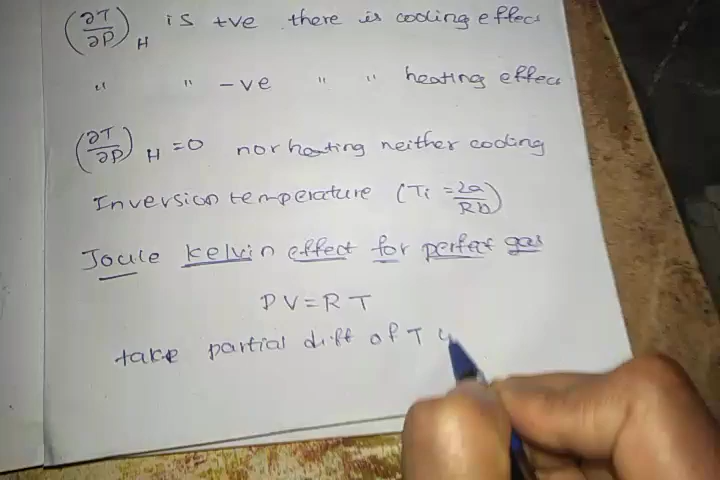 (∂T/∂P)H is +ve there is cooling effect
" " -ve " " heating effect
(∂T/∂P)H =0 nor heating neither cooling
Inversion temperature (Ti = 2a/Rb)
Joule kelvin effect for perfect gas
PV=RT
take partial diff of T